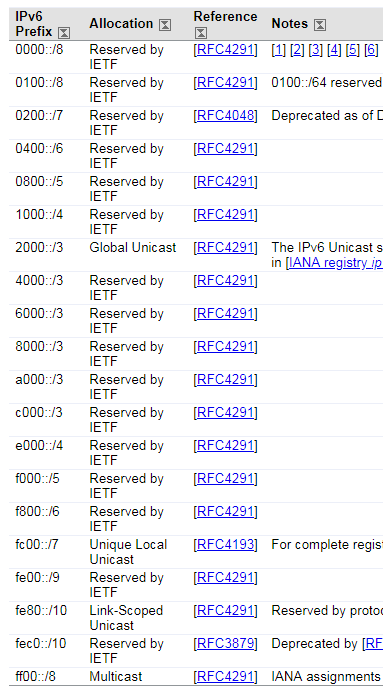 IPv6 Prefix Allocation Reference Notes
0000::/8 Reserved by IETF [RFC4291] [1] [2] [3] [4] [5] [6]
0100::/8 Reserved by IETF [RFC4291] 0100::/64 reserved
0200::/7 Reserved by IETF [RFC4048] Deprecated as of D
0400::/6 Reserved by IETF [RFC4291]
0800::/5 Reserved by IETF [RFC4291]
1000::/4 Reserved by IETF [RFC4291]
2000::/3 Global Unicast [RFC4291] The IPv6 Unicast s
in [IANA registry ip
4000::/3 Reserved by IETF [RFC4291]
6000::/3 Reserved by IETF [RFC4291]
8000::/3 Reserved by IETF [RFC4291]
a000::/3 Reserved by IETF [RFC4291]
c000::/3 Reserved by IETF [RFC4291]
e000::/4 Reserved by IETF [RFC4291]
f000::/5 Reserved by IETF [RFC4291]
f800::/6 Reserved by IETF [RFC4291]
fc00::/7 Unique Local Unicast [RFC4193] For complete regis
fe00::/9 Reserved by IETF [RFC4291]
fe80::/10 Link-Scoped Unicast [RFC4291] Reserved by protoc
fec0::/10 Reserved by IETF [RFC3879] Deprecated by [RF
ff00::/8 Multicast [RFC4291] IANA assignments